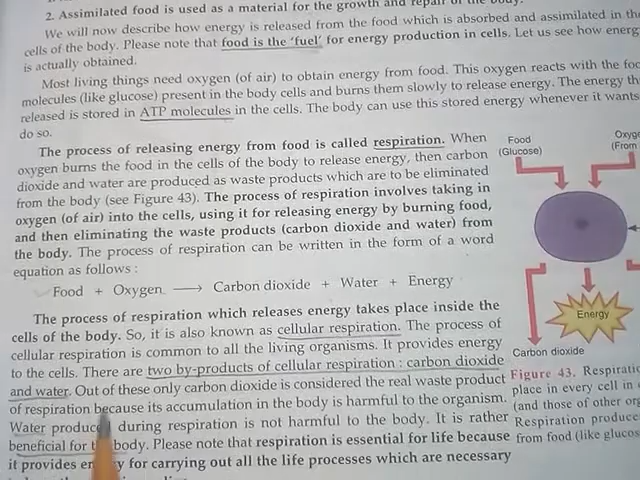 2. Assimilated food is used as a material for the growth and repair of the body.
We will now describe how energy is released from the food which is absorbed and assimilated in th
cells of the body. Please note that food is the 'fuel' for energy production in cells. Let us see how energ
is actually obtained.
Most living things need oxygen (of air) to obtain energy from food. This oxygen reacts with the foo
molecules (like glucose) present in the body cells and burns them slowly to release energy. The energy th
released is stored in ATP molecules in the cells. The body can use this stored energy whenever it wants
do so.
The process of releasing energy from food is called respiration. When
oxygen burns the food in the cells of the body to release energy, then carbon
dioxide and water are produced as waste products which are to be eliminated
from the body (see Figure 43). The process of respiration involves taking in
oxygen (of air) into the cells, using it for releasing energy by burning food,
and then eliminating the waste products (carbon dioxide and water) from
the body. The process of respiration can be written in the form of a word
equation as follows :
Food + Oxygen ⟶ Carbon dioxide + Water + Energy
The process of respiration which releases energy takes place inside the
cells of the body. So, it is also known as cellular respiration. The process of
cellular respiration is common to all the living organisms. It provides energy
to the cells. There are two by-products of cellular respiration : carbon dioxide
and water. Out of these only carbon dioxide is considered the real waste product
of respiration because its accumulation in the body is harmful to the organism.
Water produce during respiration is not harmful to the body. It is rather
beneficial for t body. Please note that respiration is essential for life because
it provides en y for carrying out all the life processes which are necessary
Food
(Glucose)
Oxyg
(From
Energy
Carbon dioxide
Figure 43. Respiratio
place in every cell in
(and those of other org
Respiration produce
from food (like glucos